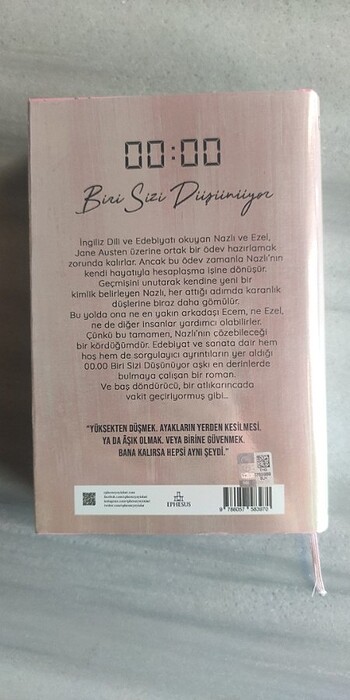 00:00
Biri Sizi Düşünüyor
İngiliz Dili ve Edebiyatı okuyan Nazlı ve Ezel,
Jane Austen üzerine ortak bir ödev hazırlamak
zorunda kalırlar. Ancak bu ödev zamanla Nazlı'nın
kendi hayatıyla hesaplaşma işine dönüşür.
Geçmişini unutarak kendine yeni bir
kimlik belirleyen Nazlı, her attığı adımda karanlık
düşlerine biraz daha gömülür.
Bu yolda ona ne en yakın arkadaşı Ecem, ne Ezel,
ne de diğer insanlar yardımcı olabilirler.
Çünkü bu tamamen, Nazlı'nın çözebileceği
bir kördüğümdür. Edebiyat ve sanata dair hem
hoş hem de sorgulayıcı ayrıntıların yer aldığı
00.00 Biri Sizi Düşünüyor aşkı en derinlerde
bulmaya çalışan bir roman.
Ve baş döndürücü, bir atlıkarıncada
vakit geçiriyormuş gibi...
"YÜKSEKTEN DÜŞMEK. AYAKLARIN YERDEN KESİLMESİ.
YA DA ÂŞIK OLMAK. VEYA BİRİNE GÜVENMEK.
BANA KALIRSA HEPSİ AYNI ŞEYDİ."
EPHESUS